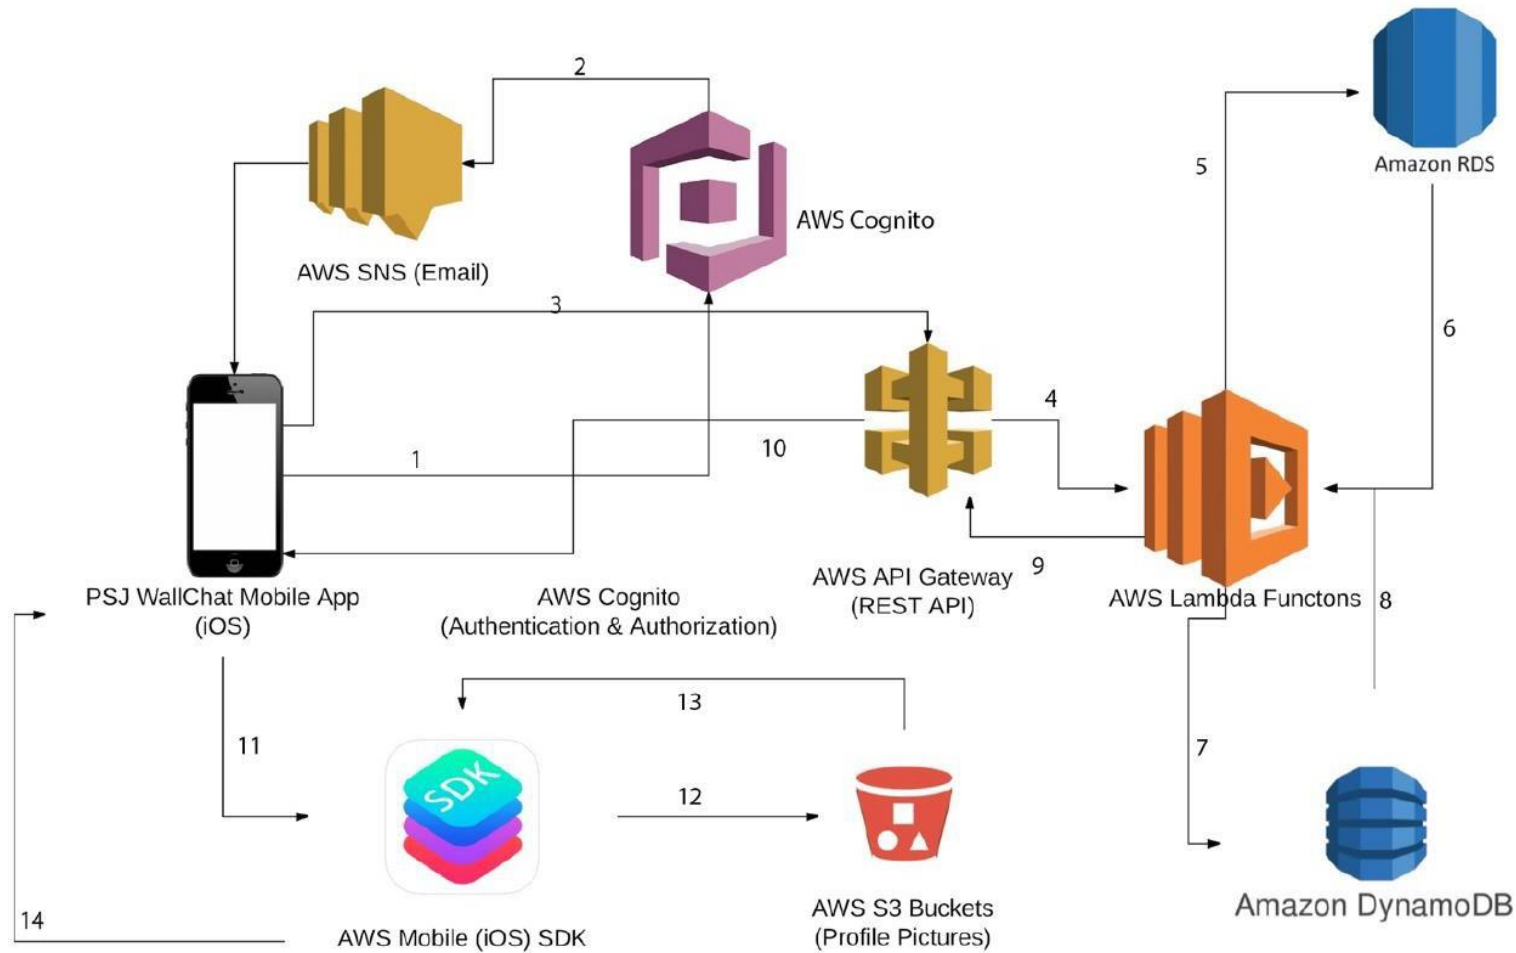 2
Amazon RDS
5
AWS Cognito
AWS SNS (Email)
3
6
4
1
10
9
AWS API Gateway
(REST API)
PSJ WallChat Mobile App
(iOS)
AWS Cognito
(Authentication & Authorization)
AWS Lambda Functons
8
13
11
7
SDK
12
AWS S3 Buckets
(Profile Pictures)
Amazon DynamoDB
14
AWS Mobile (iOS) SDK